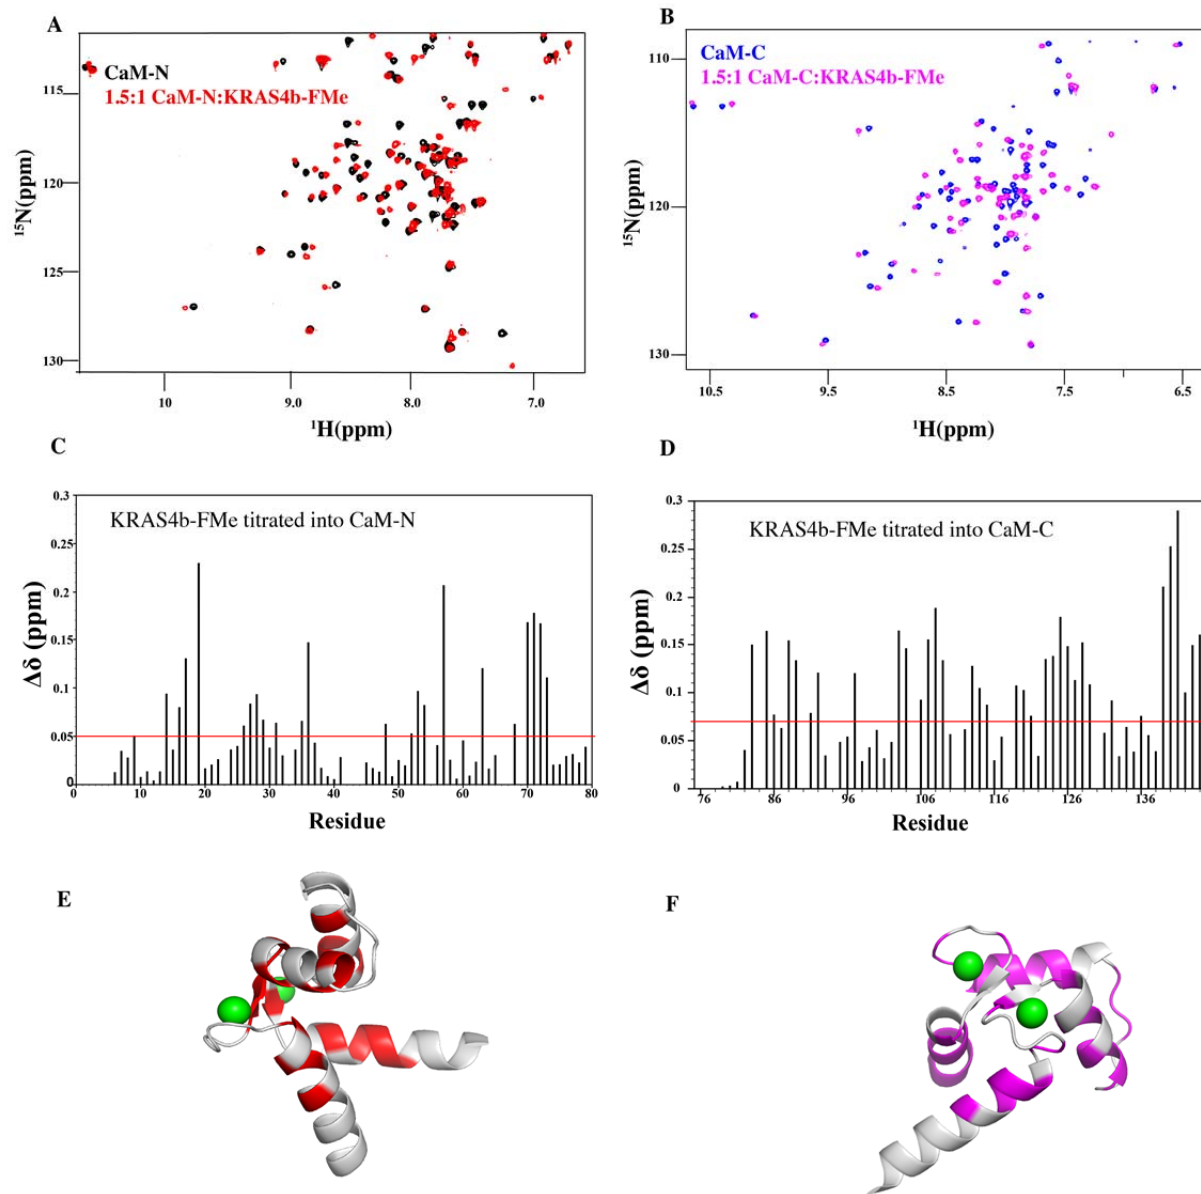 A
CaM-N
1.5:1 CaM-N:KRAS4b-FMe
115
120
125
130
¹⁵N(ppm)
10
9.0
8.0
7.0
¹H(ppm)
B
CaM-C
1.5:1 CaM-C:KRAS4b-FMe
110
120
130
¹⁵N(ppm)
10.5
9.5
8.5
7.5
6.5
¹H(ppm)
C
KRAS4b-FMe titrated into CaM-N
0.3
0.25
0.2
0.15
0.1
0.05
0
Δδ (ppm)
0
10
20
30
40
50
60
70
80
Residue
D
KRAS4b-FMe titrated into CaM-C
0.3
0.25
0.2
0.15
0.1
0.05
0
Δδ (ppm)
76
86
96
106
116
126
136
Residue
E
F